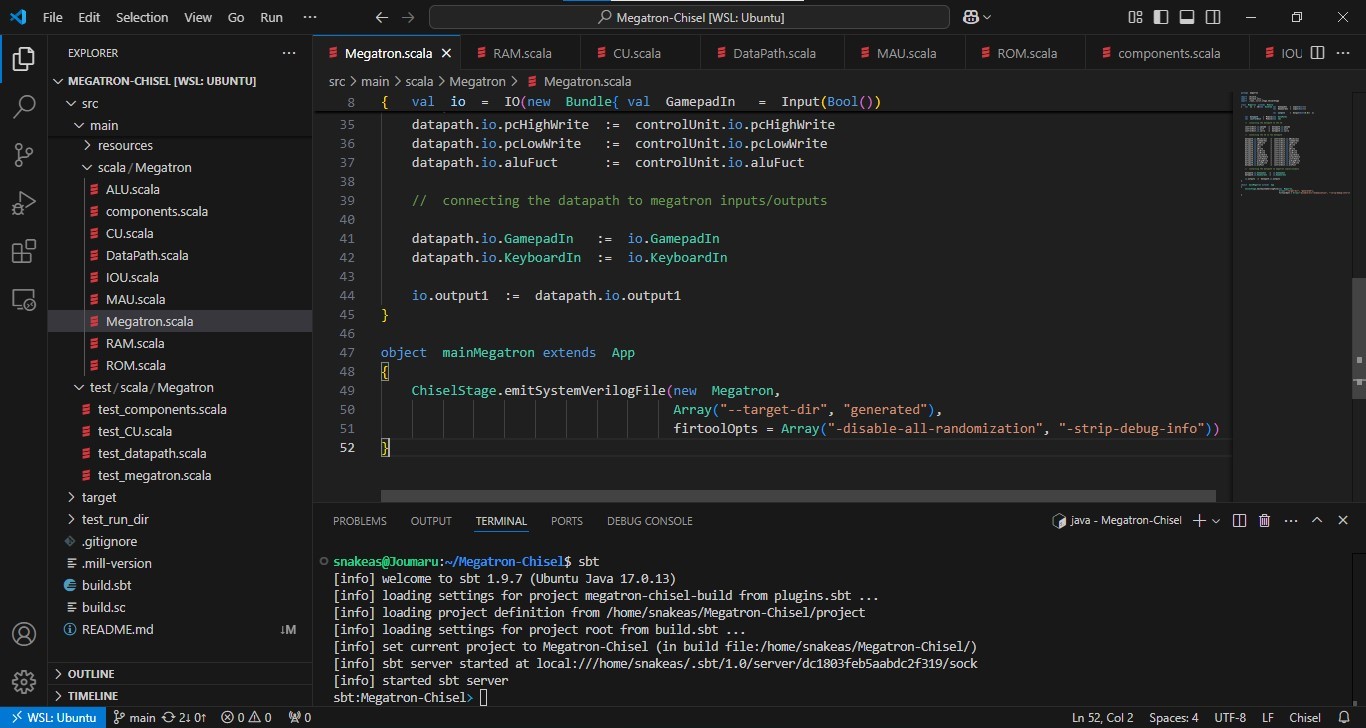 File Edit Selection View Go Run ··· Megatron-Chisel [WSL: Ubuntu]
EXPLORER ···
MEGATRON-CHISEL [WSL: UBUNTU]
src
main
resources
scala/Megatron
ALU.scala
components.scala
CU.scala
DataPath.scala
IOU.scala
MAU.scala
Megatron.scala
RAM.scala
ROM.scala
test/scala/Megatron
test_components.scala
test_CU.scala
test_datapath.scala
test_megatron.scala
target
test_run_dir
.gitignore
.mill-version
build.sbt
build.sc
README.md ↓M
OUTLINE
TIMELINE
Megatron.scala RAM.scala CU.scala DataPath.scala MAU.scala ROM.scala components.scala IOU ···
src > main > scala > Megatron > Megatron.scala
8 { val io = IO(new Bundle{ val GamepadIn = Input(Bool())
35 datapath.io.pcHighWrite := controlUnit.io.pcHighWrite
36 datapath.io.pcLowWrite := controlUnit.io.pcLowWrite
37 datapath.io.aluFuct := controlUnit.io.aluFuct
38
39 // connecting the datapath to megatron inputs/outputs
40
41 datapath.io.GamepadIn := io.GamepadIn
42 datapath.io.KeyboardIn := io.KeyboardIn
43
44 io.output1 := datapath.io.output1
45 }
46
47 object mainMegatron extends App
48 {
49 ChiselStage.emitSystemVerilogFile(new Megatron,
50 Array("--target-dir", "generated"),
51 firtoolOpts = Array("-disable-all-randomization", "-strip-debug-info"))
52 }
PROBLEMS OUTPUT TERMINAL PORTS DEBUG CONSOLE java - Megatron-Chisel ···
snakeas@Joumaru:~/Megatron-Chisel$ sbt
[info] welcome to sbt 1.9.7 (Ubuntu Java 17.0.13)
[info] loading settings for project megatron-chisel-build from plugins.sbt ...
[info] loading project definition from /home/snakeas/Megatron-Chisel/project
[info] loading settings for project root from build.sbt ...
[info] set current project to Megatron-Chisel (in build file:/home/snakeas/Megatron-Chisel/)
[info] sbt server started at local:///home/snakeas/.sbt/1.0/server/dc1803feb5aabdc2f319/sock
[info] started sbt server
sbt:Megatron-Chisel>
WSL: Ubuntu main 2↓ 0↑ 0 0 0 Ln 52, Col 2 Spaces: 4 UTF-8 LF Chisel